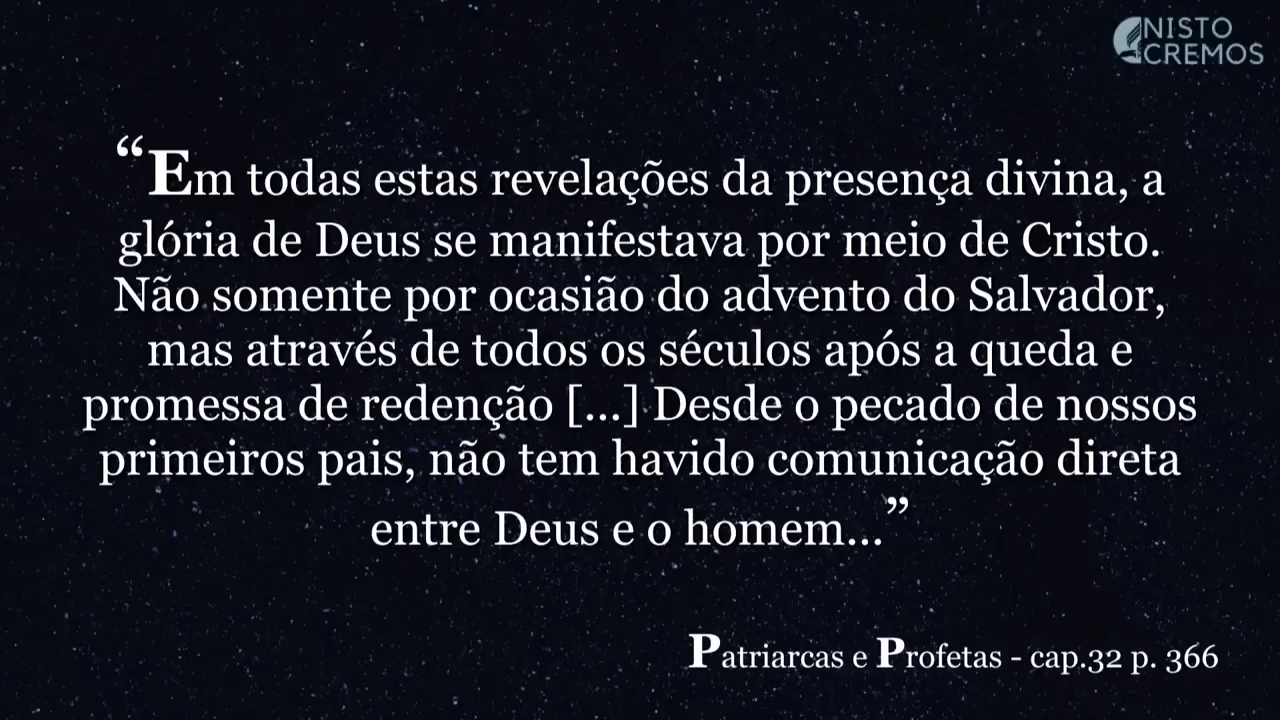 NISTO
CREMOS
“Em todas estas revelações da presença divina, a
glória de Deus se manifestava por meio de Cristo.
Não somente por ocasião do advento do Salvador,
mas através de todos os séculos após a queda e
promessa de redenção [...] Desde o pecado de nossos
primeiros pais, não tem havido comunicação direta
entre Deus e o homem...”
Patriarcas e Profetas - cap.32 p. 366